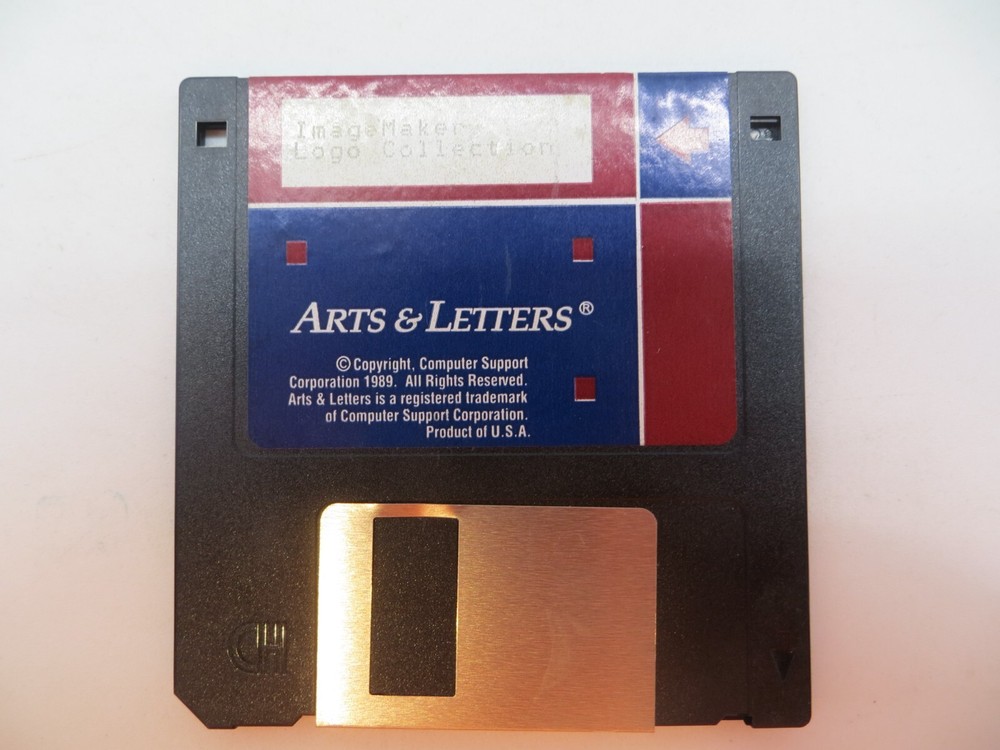 ImageMaker
Logo Collection
ARTS & LETTERS®
© Copyright, Computer Support
Corporation 1989. All Rights Reserved.
Arts & Letters is a registered trademark
of Computer Support Corporation.
Product of U.S.A.